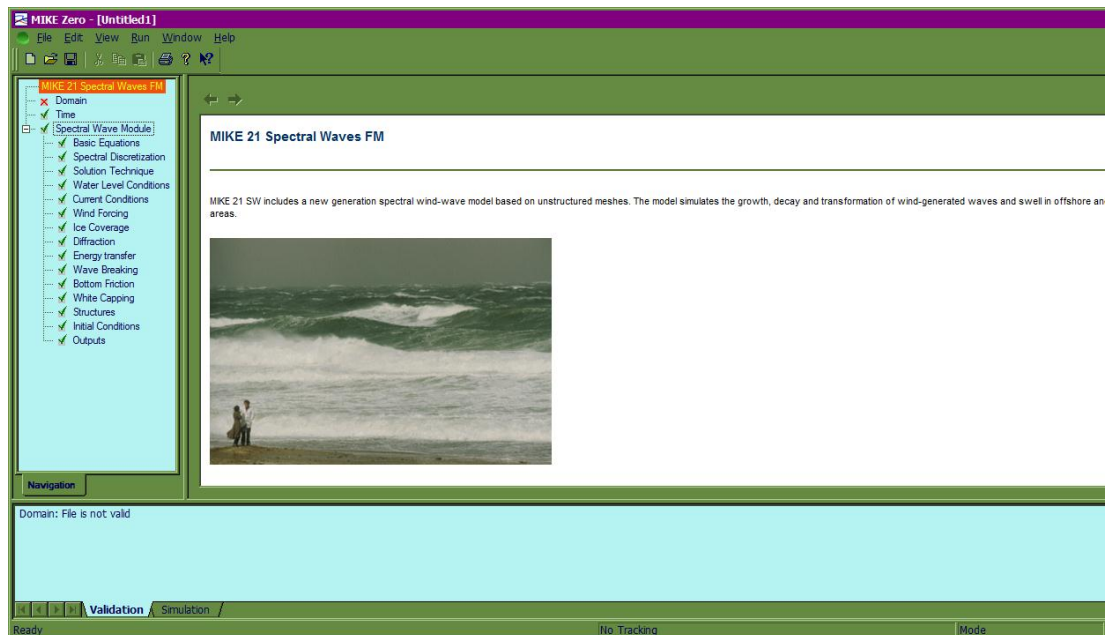 MIKE Zero - [Untitled1]
File Edit View Run Window Help
MIKE 21 Spectral Waves FM
Domain
Time
Spectral Wave Module
Basic Equations
Spectral Discretization
Solution Technique
Water Level Conditions
Current Conditions
Wind Forcing
Ice Coverage
Diffraction
Energy transfer
Wave Breaking
Bottom Friction
White Capping
Structures
Initial Conditions
Outputs
Navigation
MIKE 21 Spectral Waves FM
MIKE 21 SW includes a new generation spectral wind-wave model based on unstructured meshes. The model simulates the growth, decay and transformation of wind-generated waves and swell in offshore an
areas.
Domain: File is not valid
Validation Simulation
Ready No Tracking Mode